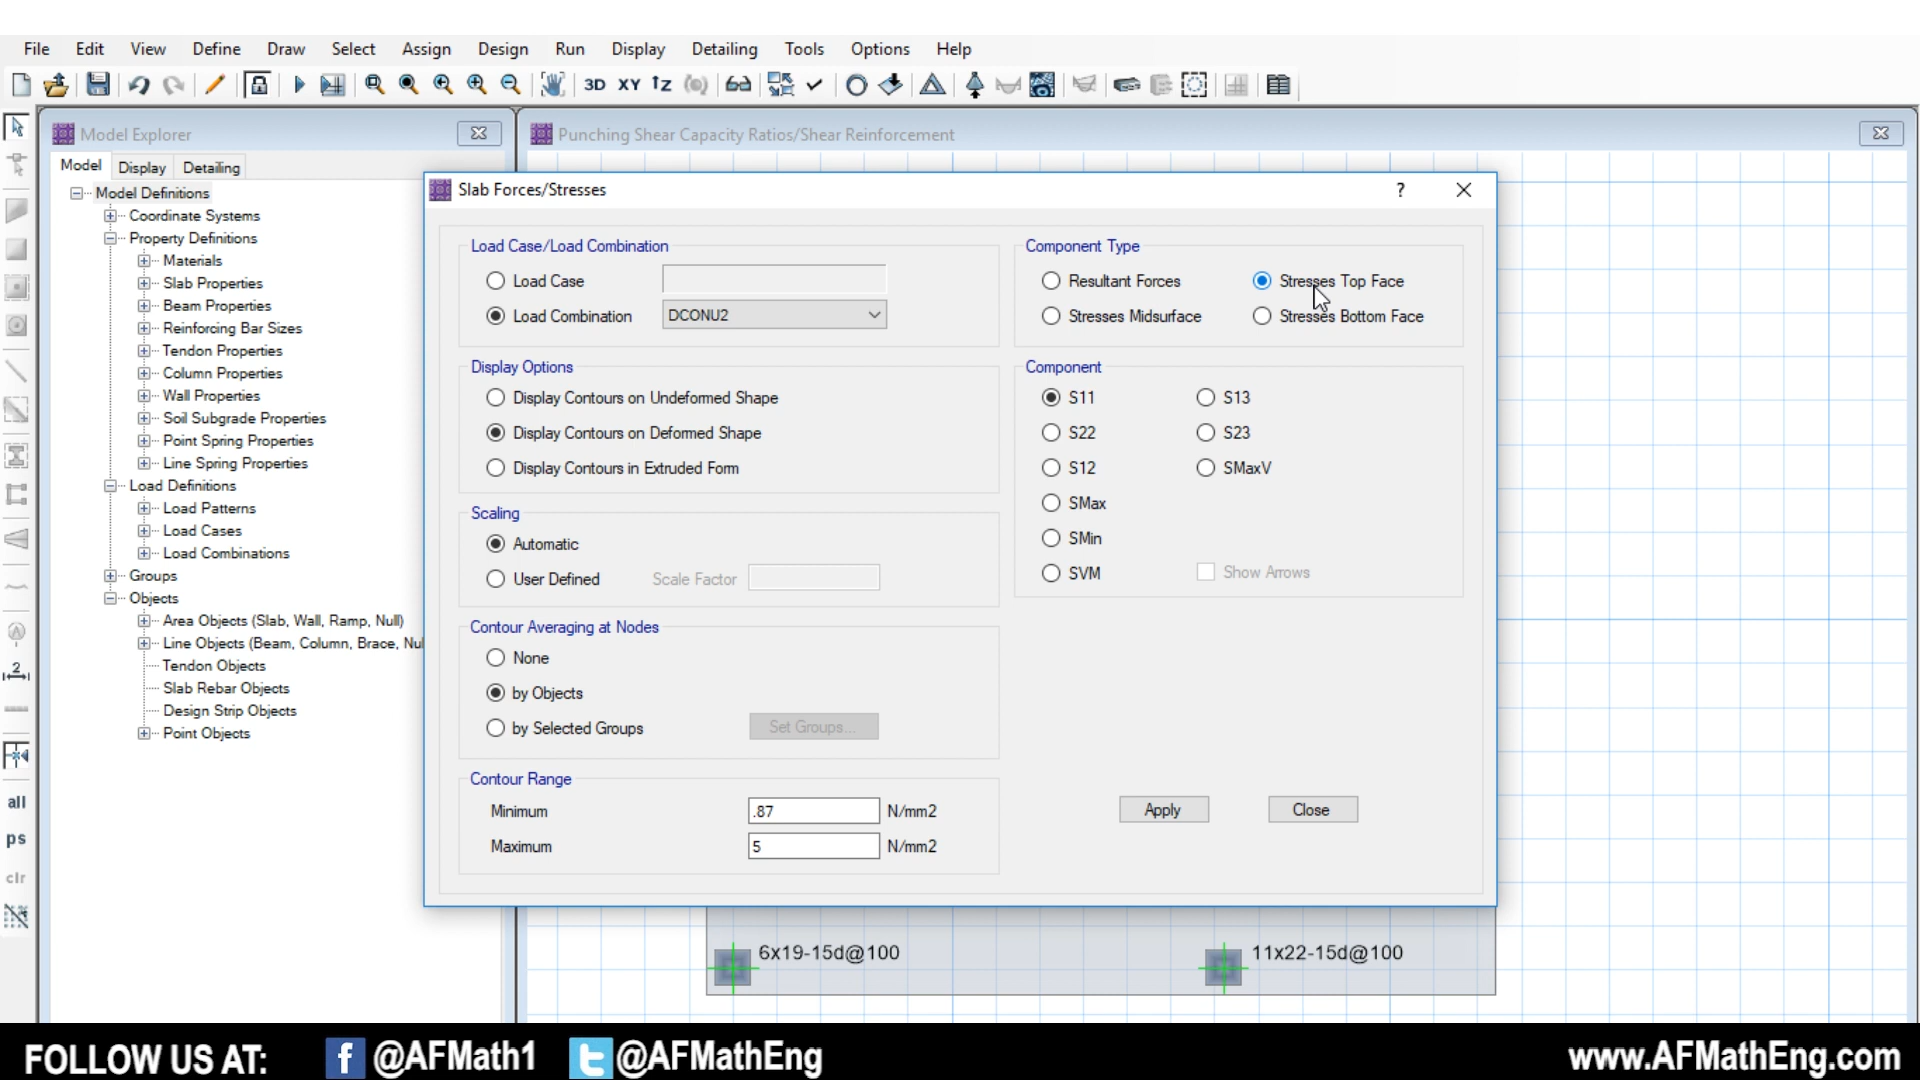 File Edit View Define Draw Select Assign Design Run Display Detailing Tools Options Help
3D XY
Model Explorer
Punching Shear Capacity Ratios/Shear Reinforcement
Model Display Detailing
Model Definitions
Coordinate Systems
Property Definitions
Materials
Slab Properties
Beam Properties
Reinforcing Bar Sizes
Tendon Properties
Column Properties
Wall Properties
Soil Subgrade Properties
Point Spring Properties
Line Spring Properties
Load Definitions
Load Patterns
Load Cases
Load Combinations
Groups
Objects
Area Objects (Slab, Wall, Ramp, Null)
Line Objects (Beam, Column, Brace, Nu
Tendon Objects
Slab Rebar Objects
Design Strip Objects
Point Objects
2
all
ps
clr
Slab Forces/Stresses
?
Load Case/Load Combination
Load Case
Load Combination DCONU2
Display Options
Display Contours on Undeformed Shape
Display Contours on Deformed Shape
Display Contours in Extruded Form
Scaling
Automatic
User Defined Scale Factor
Contour Averaging at Nodes
None
by Objects
by Selected Groups Set Groups...
Contour Range
Minimum .87 N/mm2
Maximum 5 N/mm2
Component Type
Resultant Forces Stresses Top Face
Stresses Midsurface Stresses Bottom Face
Component
S11 S13
S22 S23
S12 SMaxV
SMax
SMin
SVM Show Arrows
Apply Close
6x19-15d@100 11x22-15d@100
FOLLOW US AT: f @AFMath1 @AFMathEng www.AFMathEng.com